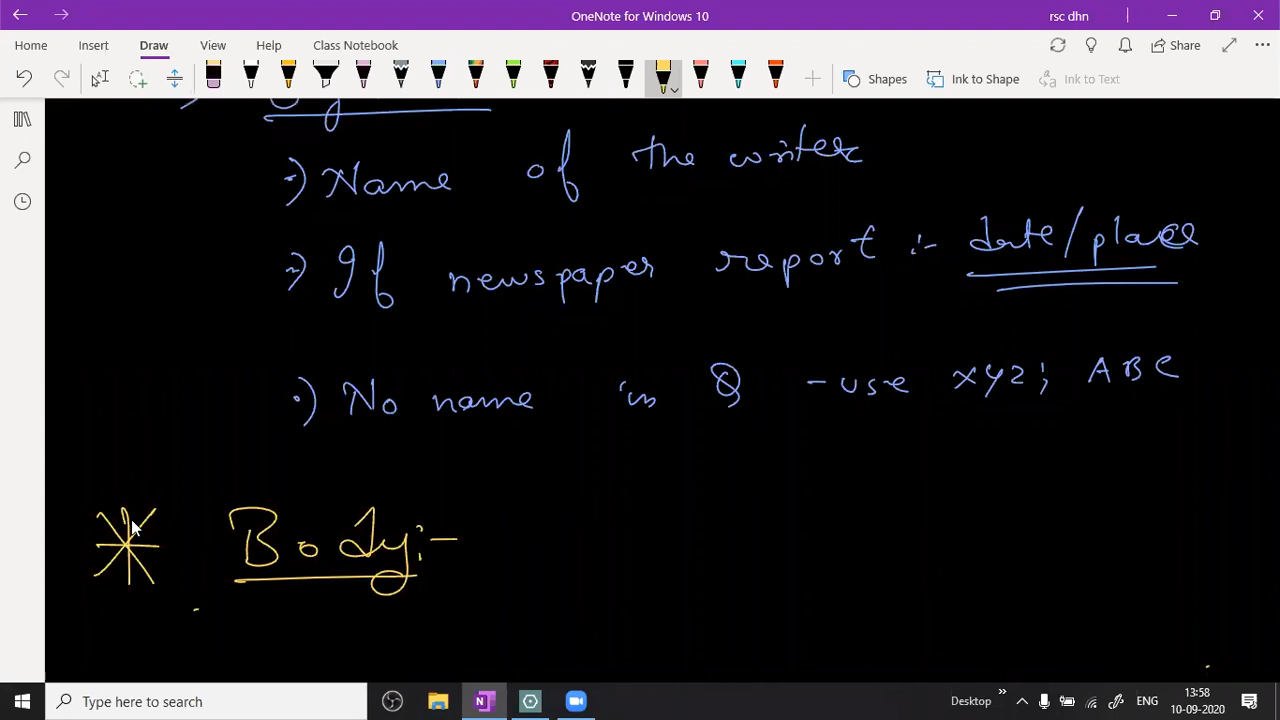 OneNote for Windows 10
rsc dhn
Home Insert Draw View Help Class Notebook
Share
Shapes
Ink to Shape
Ink to Text
·) Name of the writer
·) If newspaper report :- date/place
·) No name in Q - use xyz; ABC
Body:-
Type here to search
Desktop
ENG
13:58
10-09-2020